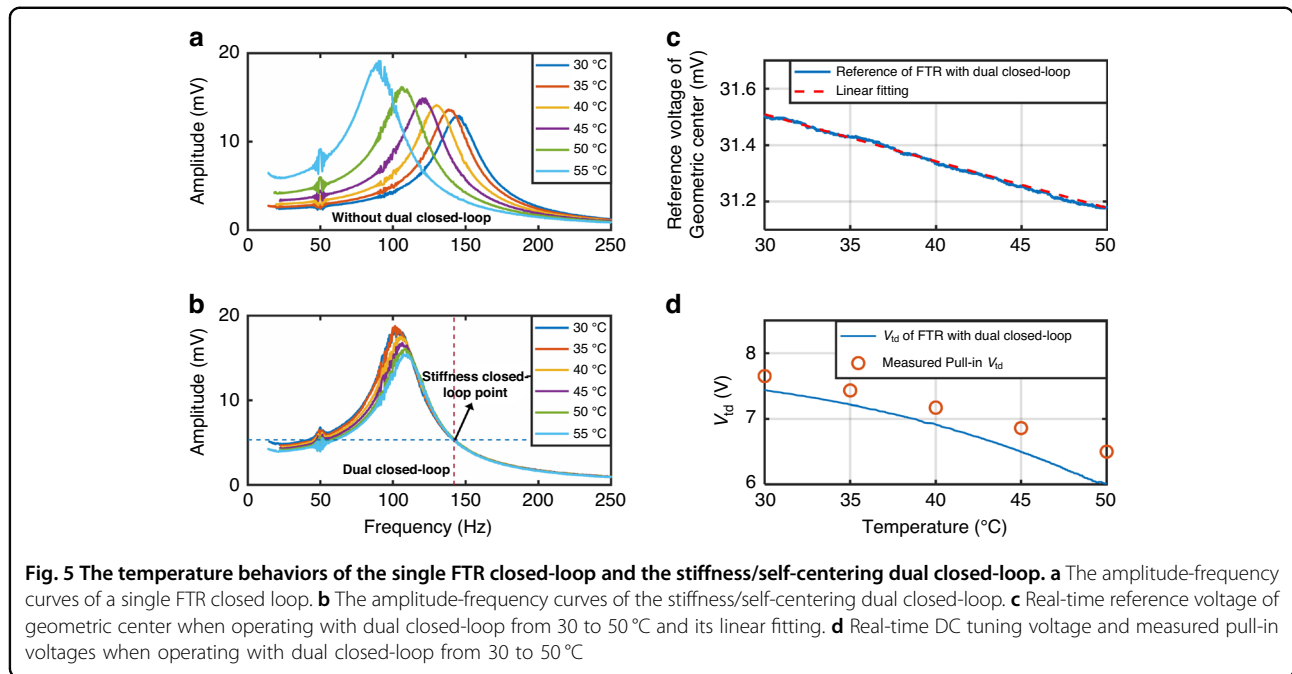 a
Amplitude (mV)
20
10
0
0
50
100
150
200
250
30 °C
35 °C
40 °C
45 °C
50 °C
55 °C
Without dual closed-loop
b
Amplitude (mV)
20
10
0
0
50
100
150
200
250
Frequency (Hz)
30 °C
35 °C
40 °C
45 °C
50 °C
55 °C
Stiffness closed-
loop point
Dual closed-loop
c
Reference voltage of
Geometric center (mV)
31.6
31.4
31.2
30
35
40
45
50
Reference of FTR with dual closed-loop
Linear fitting
d
Vtd (V)
8
7
6
30
35
40
45
50
Temperature (°C)
Vtd of FTR with dual closed-loop
Measured Pull-in Vtd
Fig. 5 The temperature behaviors of the single FTR closed-loop and the stiffness/self-centering dual closed-loop. a The amplitude-frequency
curves of a single FTR closed loop. b The amplitude-frequency curves of the stiffness/self-centering dual closed-loop. c Real-time reference voltage of
geometric center when operating with dual closed-loop from 30 to 50 °C and its linear fitting. d Real-time DC tuning voltage and measured pull-in
voltages when operating with dual closed-loop from 30 to 50 °C